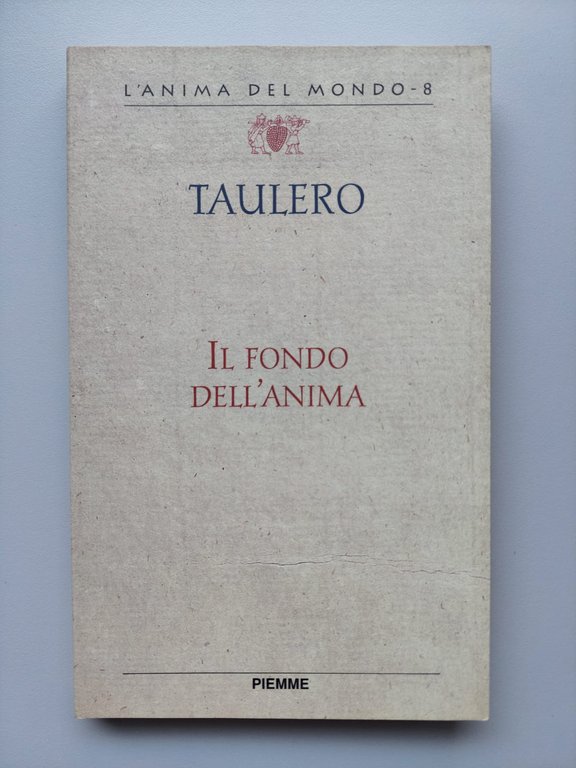 L'ANIMA DEL MONDO-8
TAULERO
IL FONDO
DELL'ANIMA
PIEMME